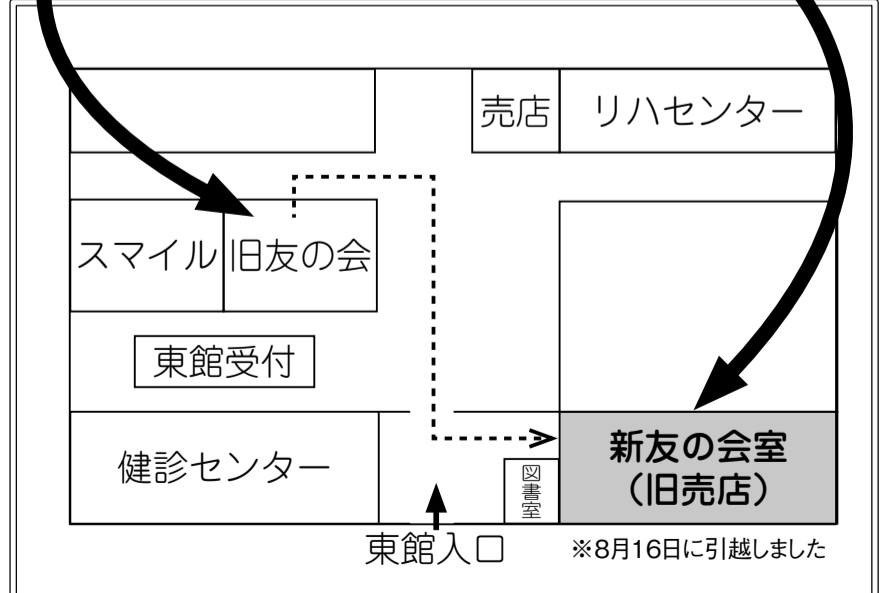 売店
リハセンター
スマイル
旧友の会
東館受付
健診センター
図書室
新友の会室
（旧売店）
東館入口
※8月16日に引越しました